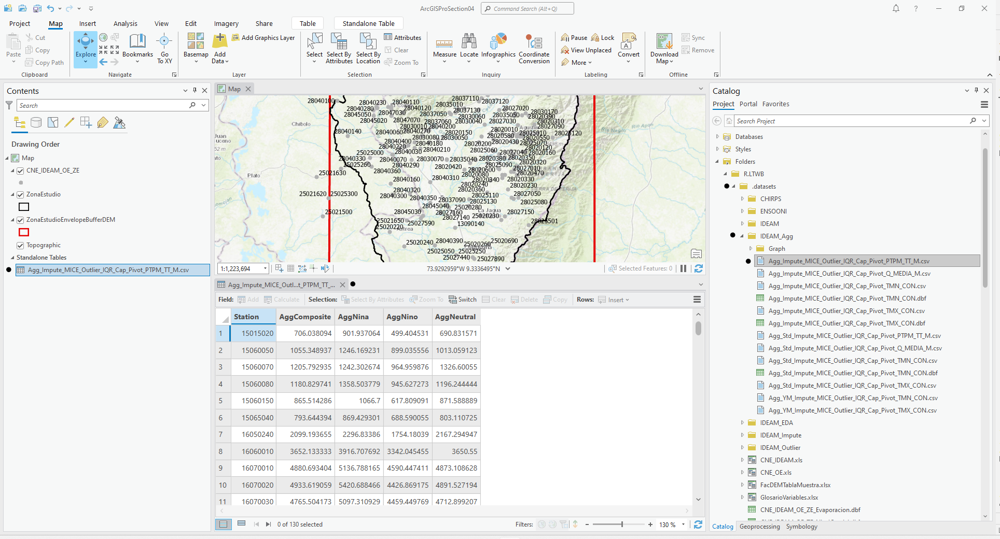 ArcGISProSection04
Command Search (Alt+Q)
Project Map Insert Analysis View Edit Imagery Share Table Standalone Table
Paste Cut Copy Copy Path
Clipboard
Explore Bookmarks Go To XY
Navigate
Basemap Add Data Add Graphics Layer
Layer
Select Select By Attributes Select By Location Attributes Clear Zoom To
Selection
Measure Locate Infographics Coordinate Conversion
Inquiry
Pause Lock View Unplaced More Convert
Labeling
Download Map Sync Remove
Offline
Contents
Search
Drawing Order
Map
CNE_IDEAM_OE_ZE
ZonaEstudio
ZonaEstudioEnvelopeBufferDEM
Topographic
Standalone Tables
Agg_Impute_MICE_Outlier_IQR_Cap_Pivot_PTPM_TT_M.csv
Map
28040100 28040230 28040110 28037110 28037120
28035010
28040280 28040120 28037130 28027020 28030170
28045050 28047030 28037050 28030060 28035050 28020390
28045020 28047070 28037060 28030040 28027030 28020310
Chibolo 28030010 28040200 28027090
28040140 28040060 28040270 28020150 28020010 28025010 28025120
28040400 28030080 28030050 28020580 28020550
28040220 28040180 28020200 28020430 28025070
25025000 28040030 28040210 28025060 28020120
28040330 28040070 28030070 28035040 28020380 28027040 28020160
25025260 28040290 28020420 28025090 28020350 28020320
25021630 28040360 28020600 28027010
Plato 28020080 28020470
28040160 28040310 28020340 28020330
28020240 28020230
28040320 28020360
25021620 25025300 28040300 28040350 28037090 28025110 28027050
28045040 28025130 28025080
25021500 28045030 28027160 25020280 28027150
La Jagua
25021650 25027590 28027140 25020230 28025501
25020220 13090140
25020240 28040390 25020260 25020690
25025050 25025250
25027440 25027890
1:1,223,694 73.9292959°W 9.3336495°N Selected Features: 0
Agg_Impute_MICE_Outl...t_PTPM_TT_...
Field: Add Calculate Selection: Select By Attributes Zoom To Switch Clear Delete Copy Rows: Insert
Station AggComposite AggNina AggNino AggNeutral
1 15015020 706.038094 901.937064 499.404531 690.831571
2 15060050 1055.348937 1246.169231 899.035556 1013.059123
3 15060070 1205.792935 1242.302674 964.959876 1326.60055
4 15060080 1180.829741 1358.503779 945.627273 1196.244444
5 15060150 865.514286 1066.7 617.809091 871.588889
6 15065040 793.644394 869.429301 688.590055 803.110725
7 16050240 2099.193655 2296.83386 1754.18039 2167.294947
8 16060010 3652.133333 3916.707692 3342.045455 3650.55
9 16070010 4880.693404 5136.788165 4590.447411 4873.108628
10 16070020 4933.619059 5420.688466 4426.869175 4891.527194
11 16070030 4765.504173 5097.310929 4459.449769 4712.899207
0 of 130 selected Filters: 130 %
Catalog
Project Portal Favorites
Search Project
Databases
Styles
Folders
R.LTWB
.datasets
CHIRPS
ENSOONI
IDEAM
IDEAM_Agg
Graph
Agg_Impute_MICE_Outlier_IQR_Cap_Pivot_PTPM_TT_M.csv
Agg_Impute_MICE_Outlier_IQR_Cap_Pivot_Q_MEDIA_M.csv
Agg_Impute_MICE_Outlier_IQR_Cap_Pivot_TMN_CON.csv
Agg_Impute_MICE_Outlier_IQR_Cap_Pivot_TMN_CON.dbf
Agg_Impute_MICE_Outlier_IQR_Cap_Pivot_TMX_CON.csv
Agg_Impute_MICE_Outlier_IQR_Cap_Pivot_TMX_CON.dbf
Agg_Std_Impute_MICE_Outlier_IQR_Cap_Pivot_PTPM_TT_M.csv
Agg_Std_Impute_MICE_Outlier_IQR_Cap_Pivot_Q_MEDIA_M.csv
Agg_Std_Impute_MICE_Outlier_IQR_Cap_Pivot_TMN_CON.csv
Agg_Std_Impute_MICE_Outlier_IQR_Cap_Pivot_TMN_CON.dbf
Agg_Std_Impute_MICE_Outlier_IQR_Cap_Pivot_TMX_CON.csv
Agg_YM_Impute_MICE_Outlier_IQR_Cap_Pivot_TMN_CON.csv
Agg_YM_Impute_MICE_Outlier_IQR_Cap_Pivot_TMX_CON.csv
IDEAM_EDA
IDEAM_Impute
IDEAM_Outlier
CNE_IDEAM.xls
CNE_OE.xls
FacDEMTablaMuestra.xlsx
GlosarioVariables.xlsx
CNE_IDEAM_OE_ZE_Evaporacion.dbf
Catalog Geoprocessing Symbology